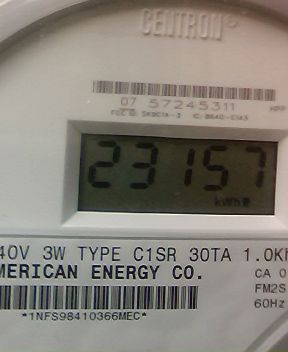 CENTRON®
07 57245311
23157
kWh
40V 3W TYPE C1SR 30TA 1.0Kh
MERICAN ENERGY CO.
CA 0
FM2S
60Hz
*1NFS98410366MEC*